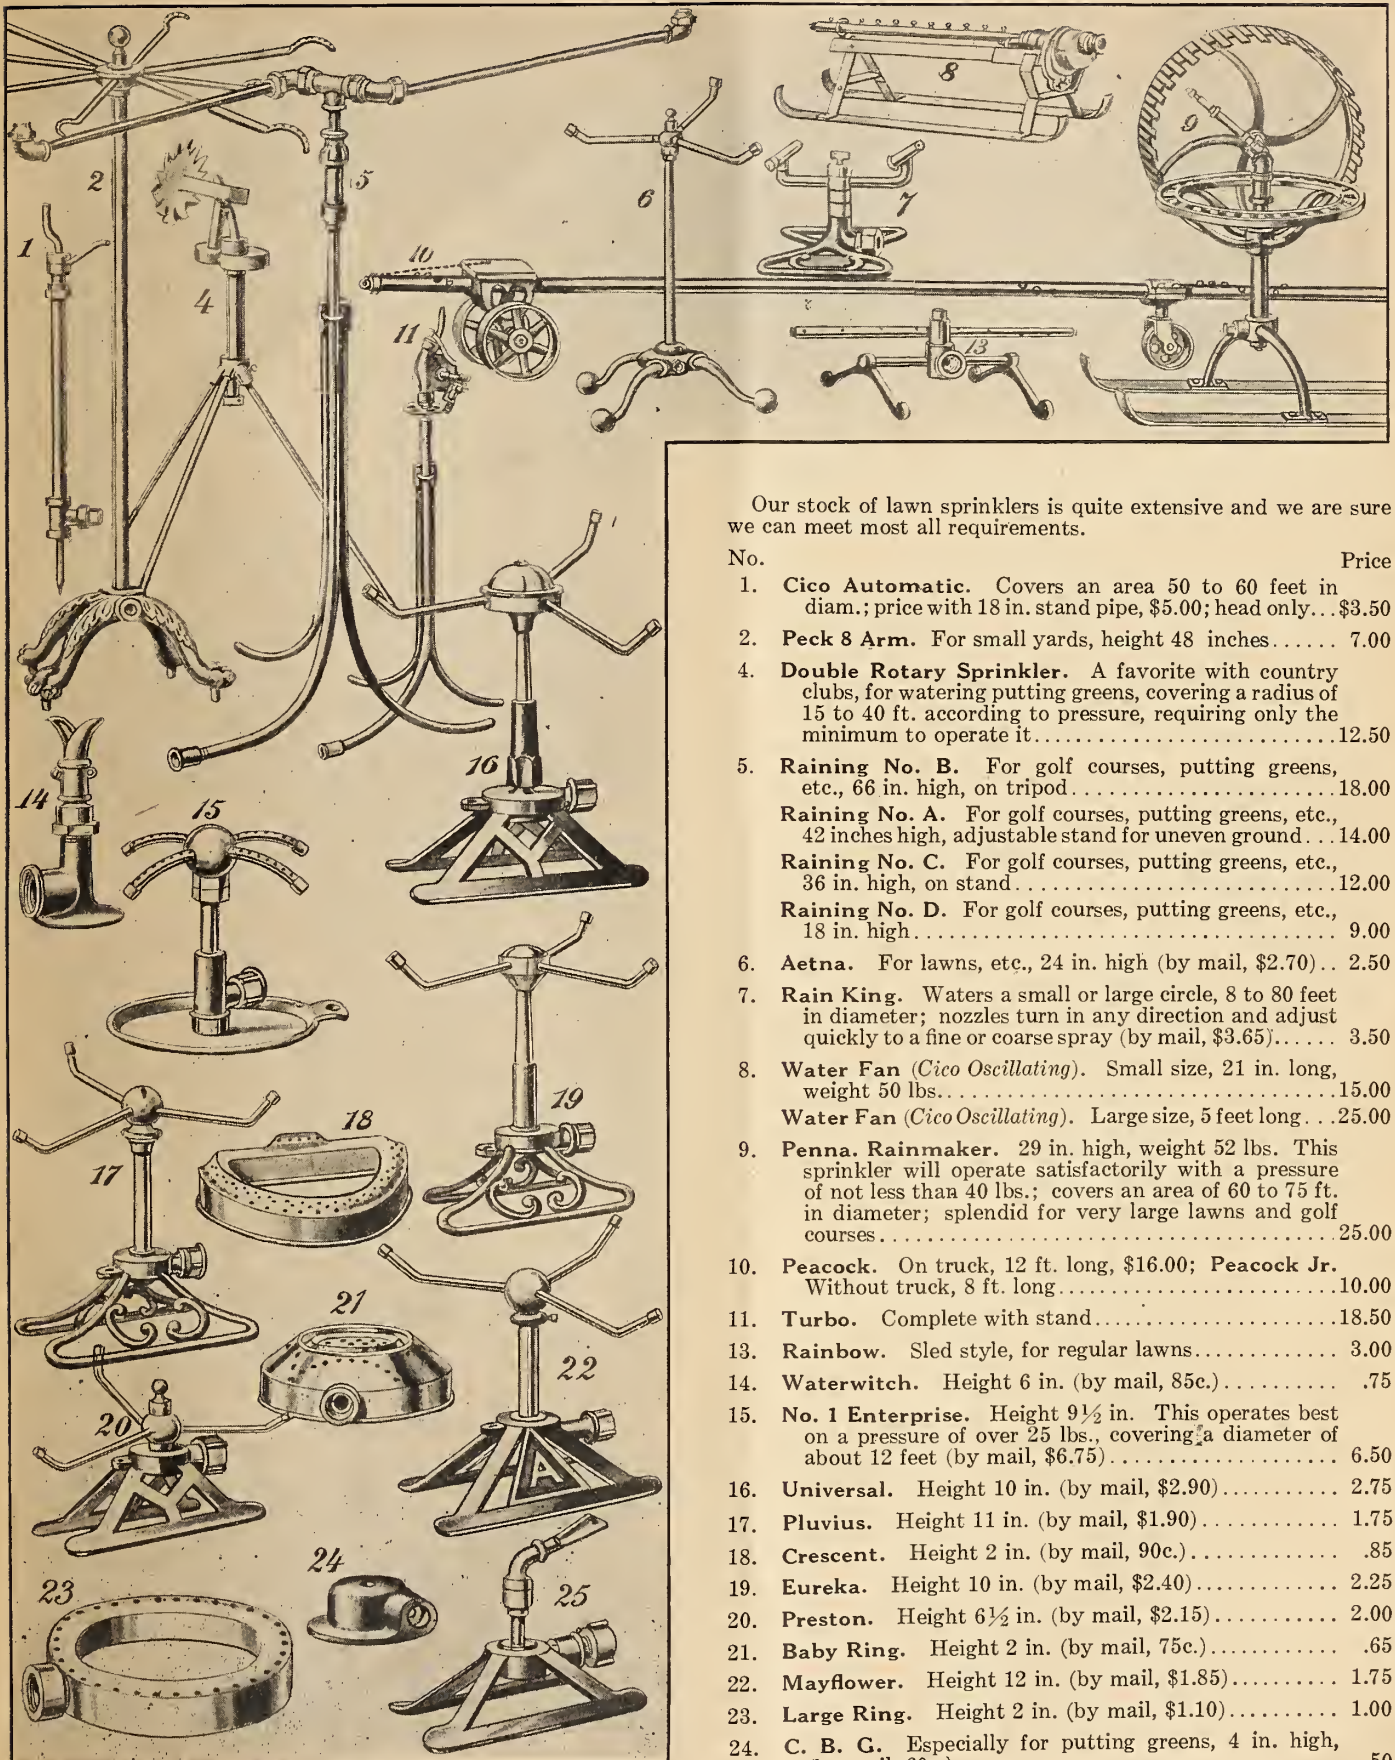 2
5
1
4
6
8
9
7
10
11
13
14
15
16
17
18
19
20
21
22
23
24
25
Our stock of lawn sprinklers is quite extensive and we are sure
we can meet most all requirements.
No. Price
1. Cico Automatic. Covers an area 50 to 60 feet in
diam.; price with 18 in. stand pipe, $5.00; head only...$3.50
2. Peck 8 Arm. For small yards, height 48 inches...... 7.00
4. Double Rotary Sprinkler. A favorite with country
clubs, for watering putting greens, covering a radius of
15 to 40 ft. according to pressure, requiring only the
minimum to operate it..........................12.50
5. Raining No. B. For golf courses, putting greens,
etc., 66 in. high, on tripod.......................18.00
Raining No. A. For golf courses, putting greens, etc.,
42 inches high, adjustable stand for uneven ground...14.00
Raining No. C. For golf courses, putting greens, etc.,
36 in. high, on stand............................12.00
Raining No. D. For golf courses, putting greens, etc.,
18 in. high.................................... 9.00
6. Aetna. For lawns, etc., 24 in. high (by mail, $2.70).. 2.50
7. Rain King. Waters a small or large circle, 8 to 80 feet
in diameter; nozzles turn in any direction and adjust
quickly to a fine or coarse spray (by mail, $3.65)...... 3.50
8. Water Fan (Cico Oscillating). Small size, 21 in. long,
weight 50 lbs..................................15.00
Water Fan (Cico Oscillating). Large size, 5 feet long...25.00
9. Penna. Rainmaker. 29 in. high, weight 52 lbs. This
sprinkler will operate satisfactorily with a pressure
of not less than 40 lbs.; covers an area of 60 to 75 ft.
in diameter; splendid for very large lawns and golf
courses.......................................25.00
10. Peacock. On truck, 12 ft. long, $16.00; Peacock Jr.
Without truck, 8 ft. long........................10.00
11. Turbo. Complete with stand.....................18.50
13. Rainbow. Sled style, for regular lawns............ 3.00
14. Waterwitch. Height 6 in. (by mail, 85c.).......... .75
15. No. 1 Enterprise. Height 9½ in. This operates best
on a pressure of over 25 lbs., covering a diameter of
about 12 feet (by mail, $6.75).................... 6.50
16. Universal. Height 10 in. (by mail, $2.90)........... 2.75
17. Pluvius. Height 11 in. (by mail, $1.90)............ 1.75
18. Crescent. Height 2 in. (by mail, 90c.)............. .85
19. Eureka. Height 10 in. (by mail, $2.40)............. 2.25
20. Preston. Height 6½ in. (by mail, $2.15)........... 2.00
21. Baby Ring. Height 2 in. (by mail, 75c.)........... .65
22. Mayflower. Height 12 in. (by mail, $1.85).......... 1.75
23. Large Ring. Height 2 in. (by mail, $1.10).......... 1.00
24. C. B. G. Especially for putting greens, 4 in. high,
A